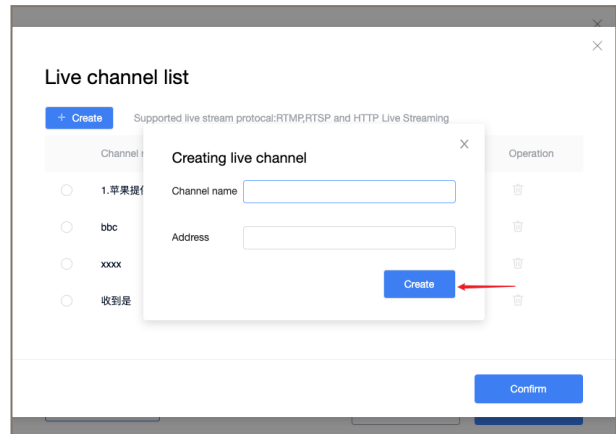 Live channel list
+ Create
Supported live stream protocal:RTMP,RTSP and HTTP Live Streaming
Channel
Operation
Creating live channel
X
Channel name
Address
Create
1.苹果提
bbc
xxxx
收到是
Confirm